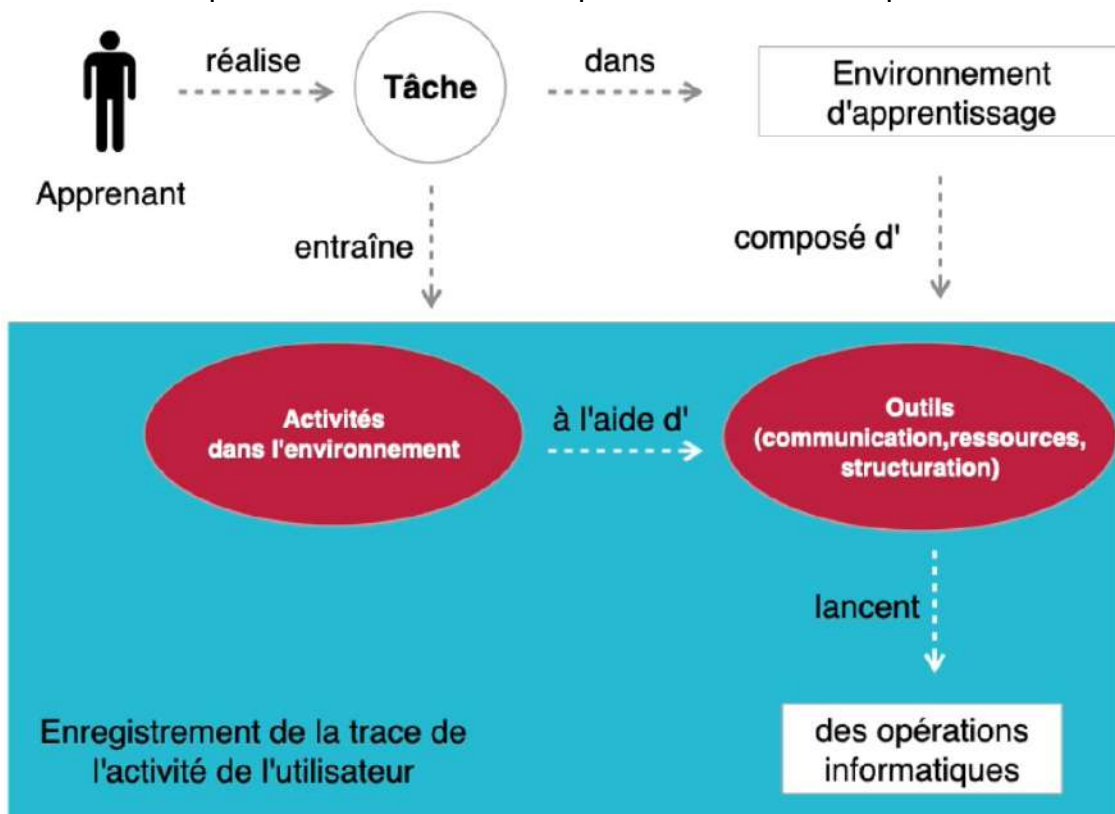 réalise
Tâche
dans
Environnement
d'apprentissage
Apprenant
entraîne
composé d'
Activités
dans l'environnement
à l'aide d'
Outils
(communication,ressources,
structuration)
lancent
Enregistrement de la trace de
l'activité de l'utilisateur
des opérations
informatiques